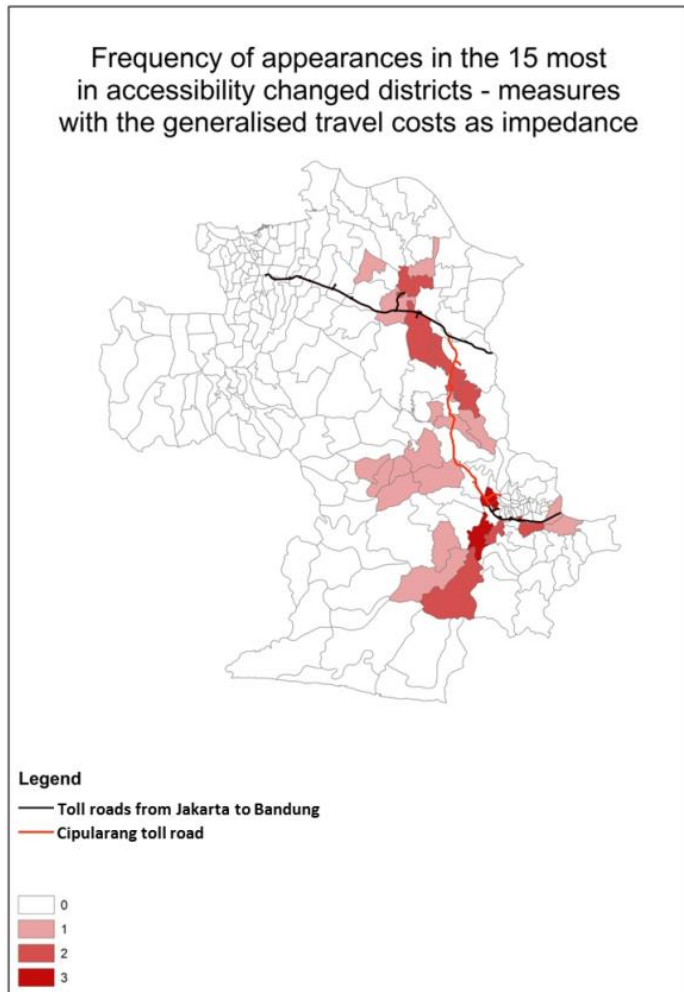 Frequency of appearances in the 15 most
in accessibility changed districts - measures
with the generalised travel costs as impedance
Legend
Toll roads from Jakarta to Bandung
Cipularang toll road
0
1
2
3